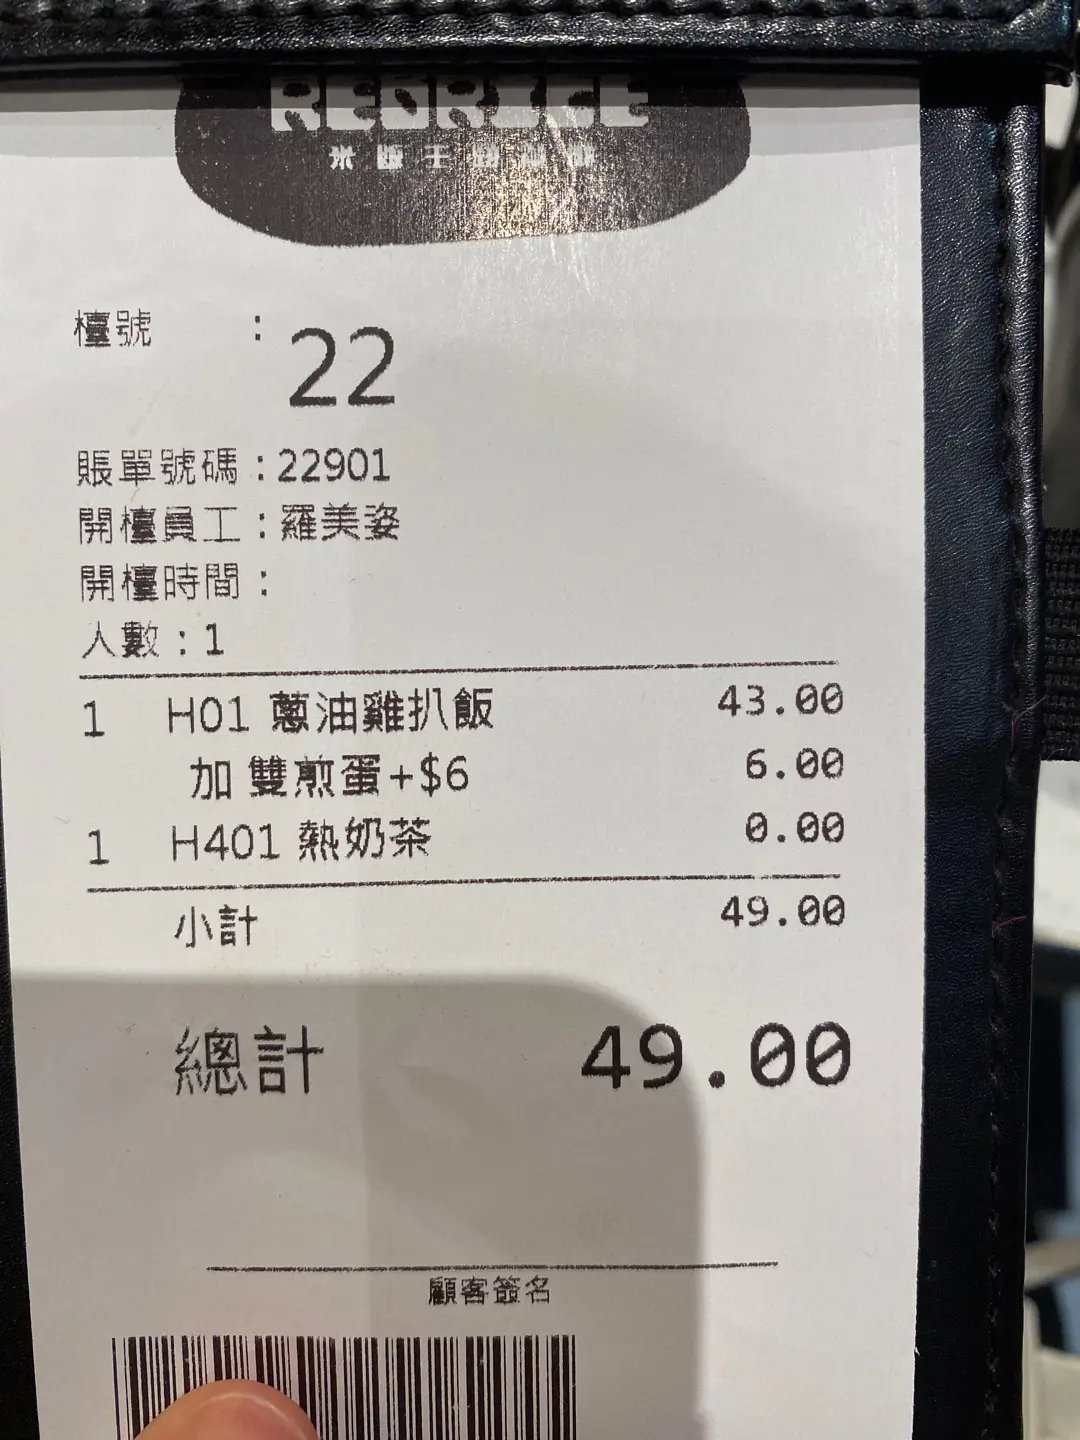 檯號 : 22
賬單號碼 : 22901
開檯員工 : 羅美姿
開檯時間 :
人數 : 1
1 H01 蔥油雞扒飯 43.00
加 雙煎蛋+$6 6.00
1 H401 熱奶茶 0.00
小計 49.00
總計 49.00
顧客簽名